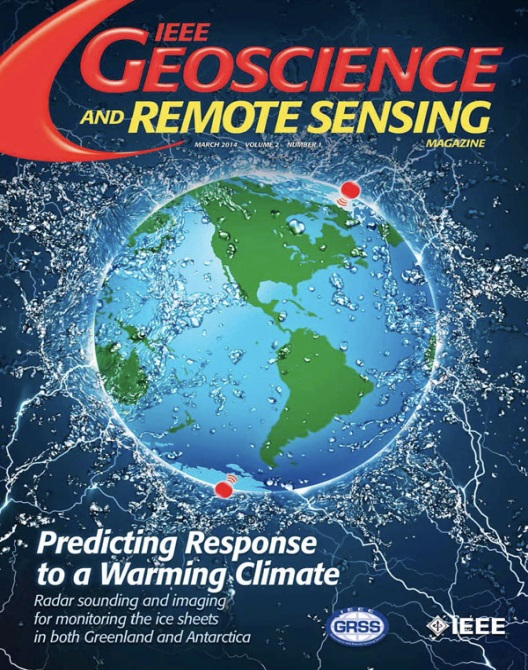 IEEE
GEOSCIENCE
AND REMOTE SENSING
MAGAZINE
MARCH 2014 VOLUME 2 NUMBER 1
Predicting Response
to a Warming Climate
Radar sounding and imaging
for monitoring the ice sheets
in both Greenland and Antarctica
IEEE
GRSS
IEEE